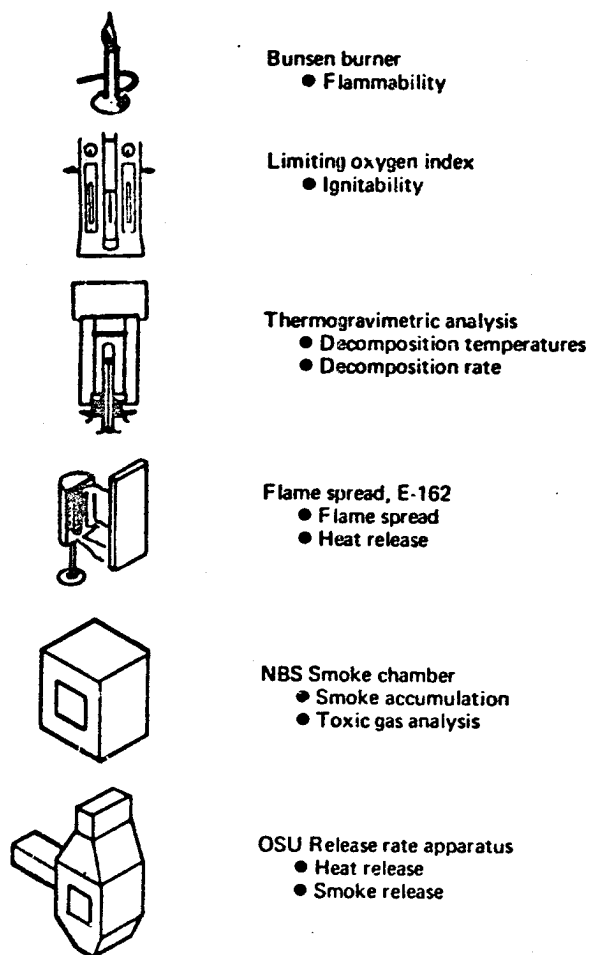 Bunsen burner
● Flammability
Limiting oxygen index
● Ignitability
Thermogravimetric analysis
● Decomposition temperatures
● Decomposition rate
Flame spread, E-162
● Flame spread
● Heat release
NBS Smoke chamber
● Smoke accumulation
● Toxic gas analysis
OSU Release rate apparatus
● Heat release
● Smoke release